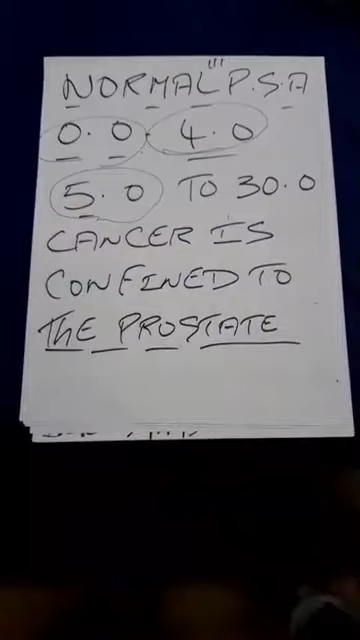 NORMAL P.S.A
0.0 - 4.0
5.0 TO 30.0
CANCER IS
CONFINED TO
THE PROSTATE